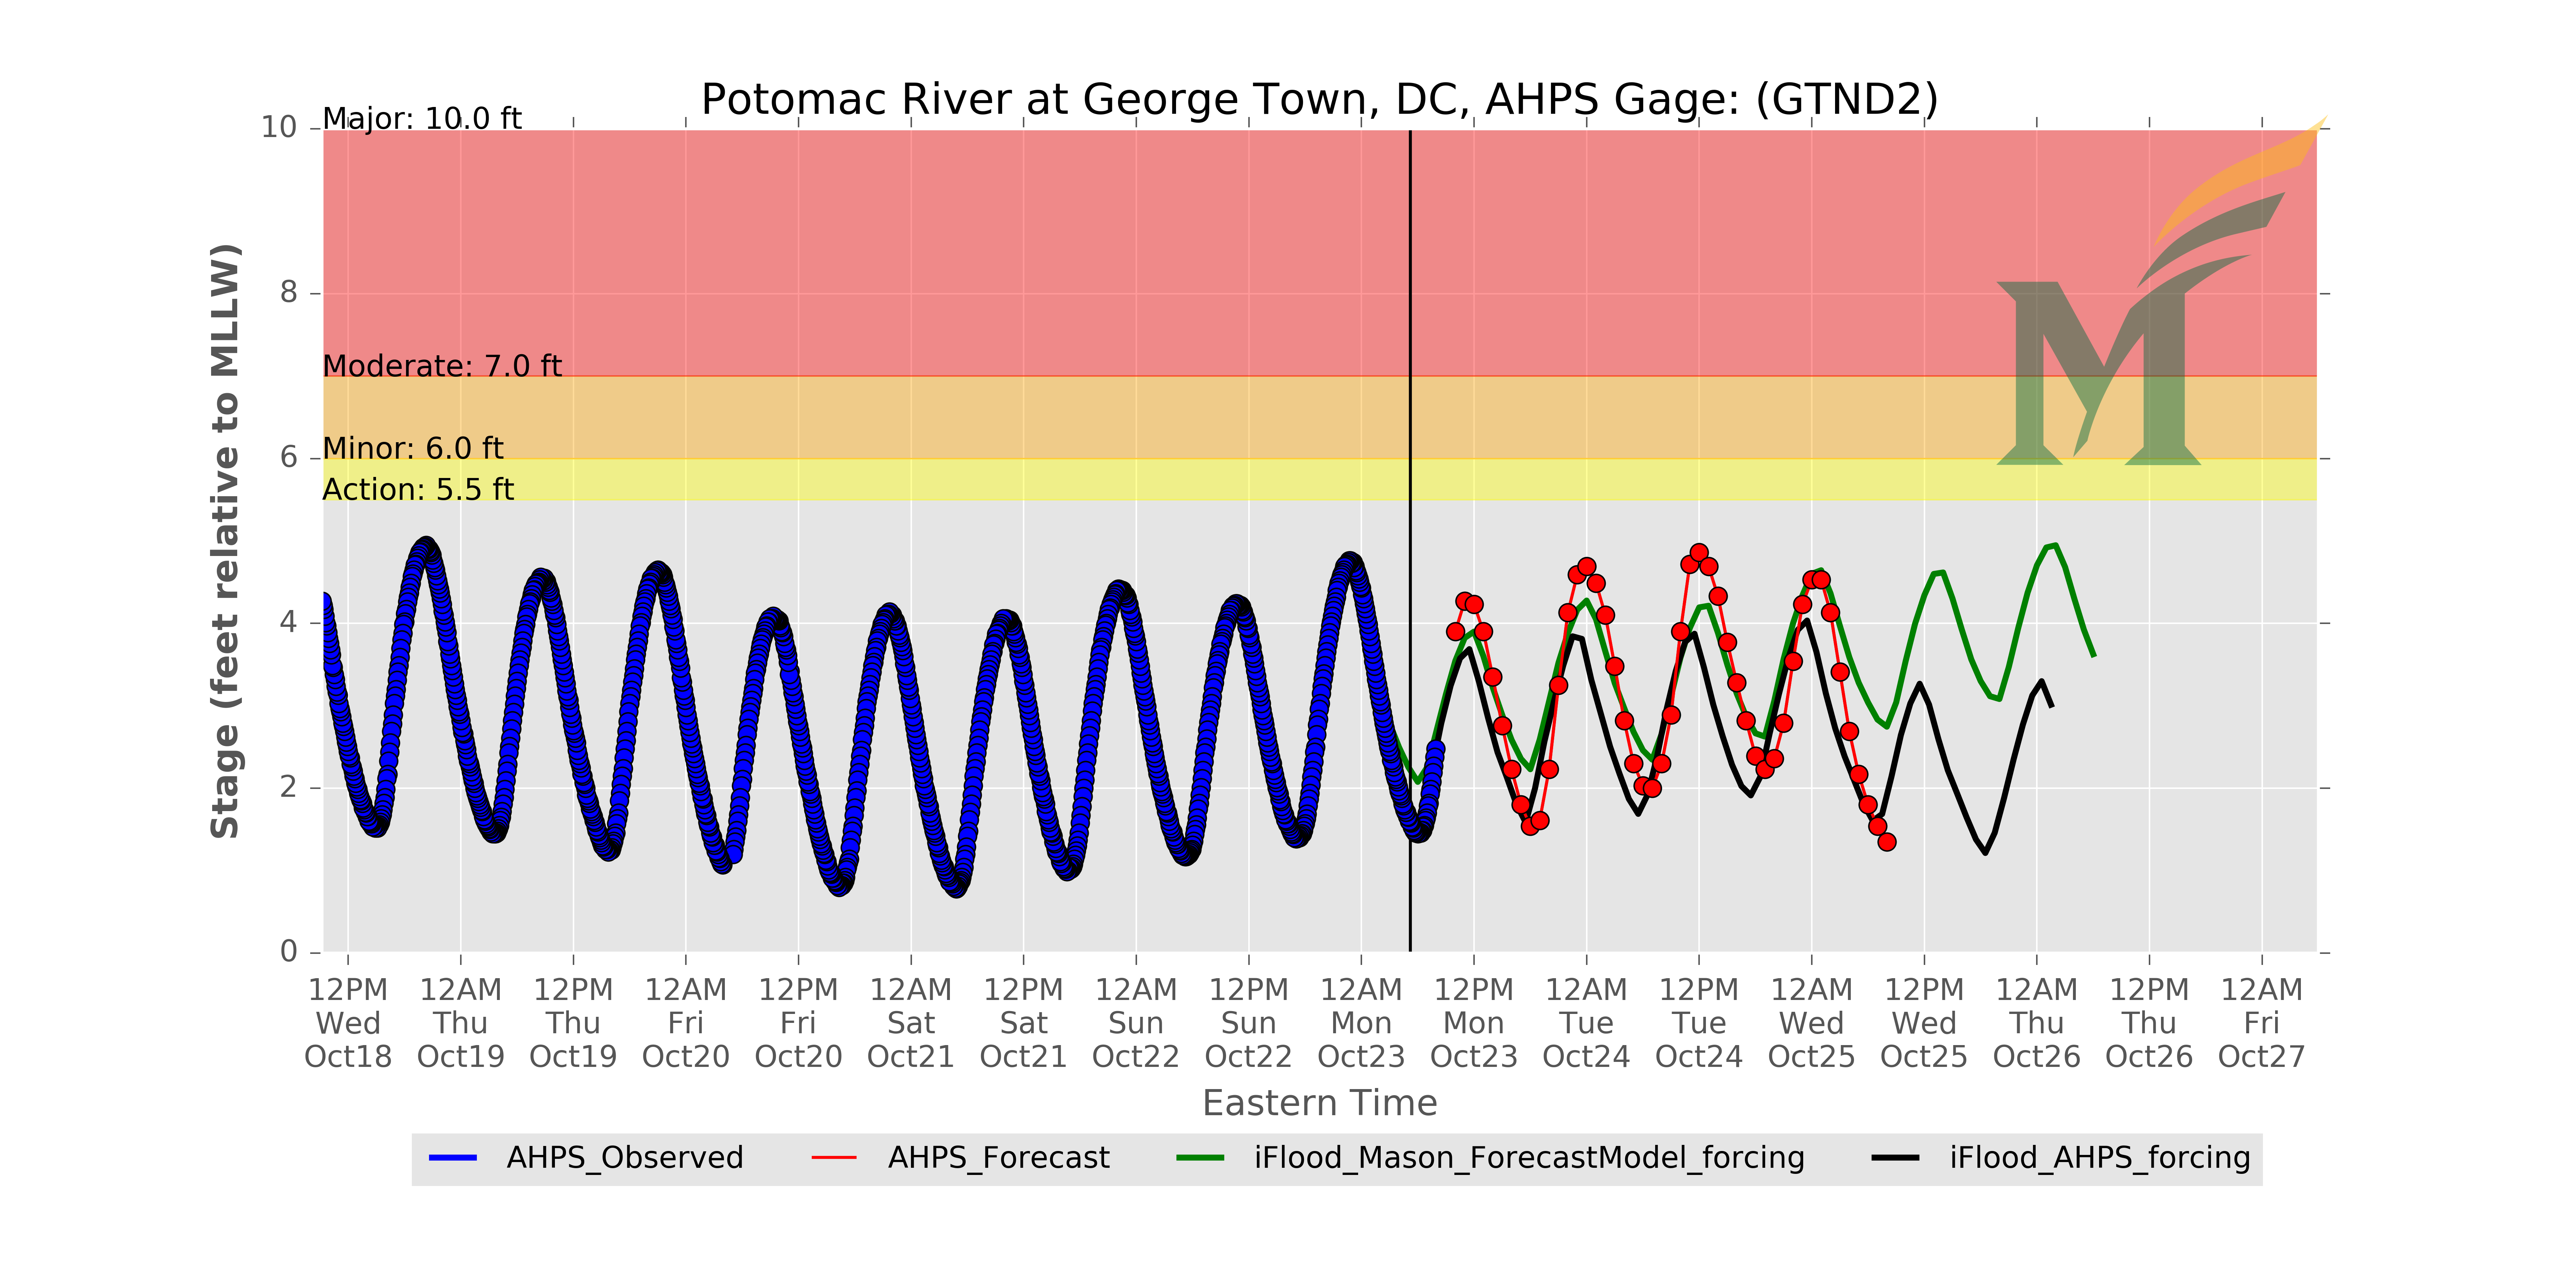 Potomac River at George Town, DC, AHPS Gage: (GTND2)
Stage (feet relative to MLLW)
10
8
6
4
2
0
Major: 10.0 ft
Moderate: 7.0 ft
Minor: 6.0 ft
Action: 5.5 ft
M
12PM 12AM 12PM 12AM 12PM 12AM 12PM 12AM 12PM 12AM 12PM 12AM 12PM 12AM 12PM 12AM 12PM 12AM
Wed Thu Thu Fri Fri Sat Sat Sun Sun Mon Mon Tue Tue Wed Wed Thu Thu Fri
Oct18 Oct19 Oct19 Oct20 Oct20 Oct21 Oct21 Oct22 Oct22 Oct23 Oct23 Oct24 Oct24 Oct25 Oct25 Oct26 Oct26 Oct27
Eastern Time
AHPS_Observed AHPS_Forecast iFlood_Mason_ForecastModel_forcing iFlood_AHPS_forcing